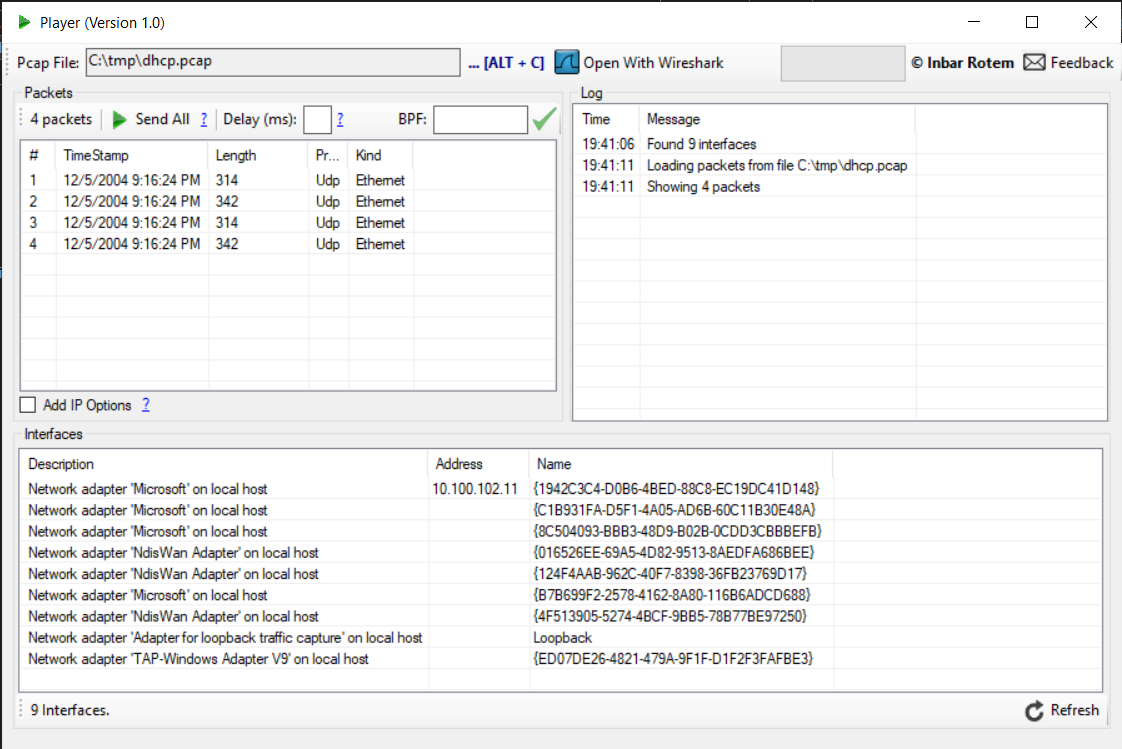 Player (Version 1.0)
Pcap File: C:\tmp\dhcp.pcap ... [ALT + C] Open With Wireshark © Inbar Rotem Feedback
Packets
4 packets Send All ? Delay (ms): ? BPF:
# TimeStamp Length Pr... Kind
1 12/5/2004 9:16:24 PM 314 Udp Ethernet
2 12/5/2004 9:16:24 PM 342 Udp Ethernet
3 12/5/2004 9:16:24 PM 314 Udp Ethernet
4 12/5/2004 9:16:24 PM 342 Udp Ethernet
Add IP Options ?
Log
Time Message
19:41:06 Found 9 interfaces
19:41:11 Loading packets from file C:\tmp\dhcp.pcap
19:41:11 Showing 4 packets
Interfaces
Description Address Name
Network adapter 'Microsoft' on local host 10.100.102.11 {1942C3C4-D0B6-4BED-88C8-EC19DC41D148}
Network adapter 'Microsoft' on local host {C1B931FA-D5F1-4A05-AD6B-60C11B30E48A}
Network adapter 'Microsoft' on local host {8C504093-BBB3-48D9-B02B-0CDD3CBBBEFB}
Network adapter 'NdisWan Adapter' on local host {016526EE-69A5-4D82-9513-8AEDFA686BEE}
Network adapter 'NdisWan Adapter' on local host {124F4AAB-962C-40F7-8398-36FB23769D17}
Network adapter 'Microsoft' on local host {B7B699F2-2578-4162-8A80-116B6ADCD688}
Network adapter 'NdisWan Adapter' on local host {4F513905-5274-4BCF-9BB5-78B77BE97250}
Network adapter 'Adapter for loopback traffic capture' on local host Loopback
Network adapter 'TAP-Windows Adapter V9' on local host {ED07DE26-4821-479A-9F1F-D1F2F3FAFBE3}
9 Interfaces. Refresh